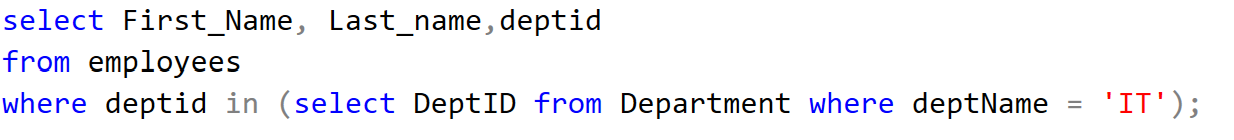 select First_Name, Last_name,deptid
from employees
where deptid in (select DeptID from Department where deptName = 'IT');